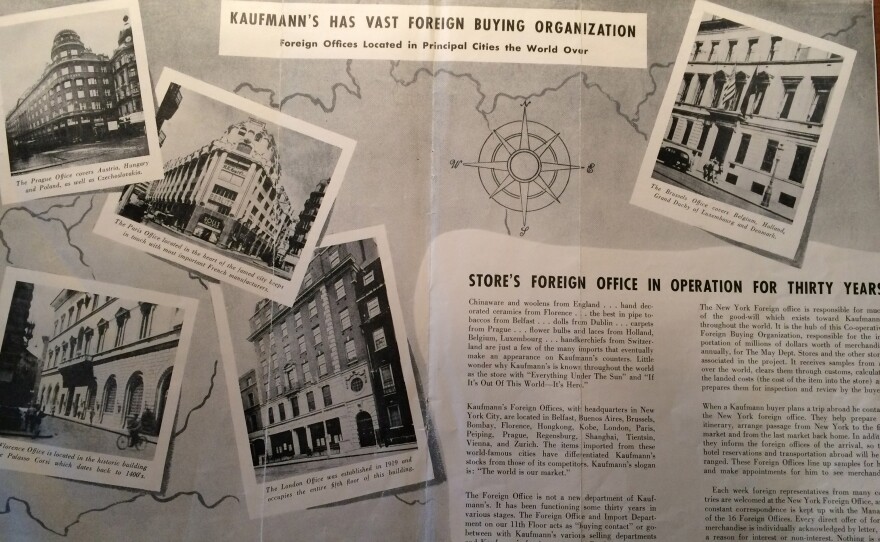 KAUFMANN'S HAS VAST FOREIGN BUYING ORGANIZATION
Foreign Offices Located in Principal Cities the World Over
The Prague Office covers Austria, Hungary
and Poland, as well as Czechoslovakia.
The Paris Office located in the heart of the famed city keeps
in touch with most important French manufacturers.
The Brussels Office covers Belgium, Holland,
Grand Duchy of Luxembourg and Denmark.
Florence Office is located in the historic building
Palazzo Corsi which dates back to 1400's.
The London Office was established in 1919 and
occupies the entire fifth floor of this building.
N
W
E
S
STORE'S FOREIGN OFFICE IN OPERATION FOR THIRTY YEARS
Chinaware and woolens from England . . . hand dec-
orated ceramics from Florence . . . the best in pipe to-
baccos from Belfast . . . dolls from Dublin . . . carpets
from Prague . . . flower bulbs and laces from Holland,
Belgium, Luxembourg . . . handkerchiefs from Switzer-
land are just a few of the many imports that eventually
make an appearance on Kaufmann's counters. Little
wonder why Kaufmann's is known throughout the world
as the store with "Everything Under The Sun" and "If
It's Out Of This World—It's Here."
Kaufmann's Foreign Offices, with headquarters in New
York City, are located in Belfast, Buenos Aires, Brussels,
Bombay, Florence, Hongkong, Kobe, London, Paris,
Peiping, Prague, Regensburg, Shanghai, Tientsin,
Vienna, and Zurich. The items imported from these
world-famous cities have differentiated Kaufmann's
stocks from those of its competitors. Kaufmann's slogan
is: "The world is our market."
The Foreign Office is not a new department of Kauf-
mann's. It has been functioning some thirty years in
various stages. The Foreign Office and Import Depart-
ment on our 11th Floor acts as "buying contact" or go-
between with Kaufmann's various selling departments
The New York Foreign office is responsible for
of the good-will which exists toward Kaufmann
throughout the world. It is the hub of this Co-operative
Foreign Buying Organization, responsible for the
portation of millions of dollars worth of merchandise
annually, for The May Dept. Stores and the other stores
associated in the project. It receives samples from
over the world, clears them through customs, calculates
the landed costs (the cost of the item into the store)
prepares them for inspection and review by the
When a Kaufmann buyer plans a trip abroad he
the New York foreign office. They help prepare
itinerary, arrange passage from New York to the
market and from the last market back home. In
they inform the foreign offices of the arrival, so
hotel reservations and transportation abroad will be
ranged. These Foreign Offices line up samples for
and make appointments for him to see
Each week foreign representatives from many
tries are welcomed at the New York Foreign Office,
constant correspondence is kept up with the
of the 16 Foreign Offices. Every direct offer of
merchandise is individually acknowledged by letter,
a reason for interest or non-interest. Nothing is